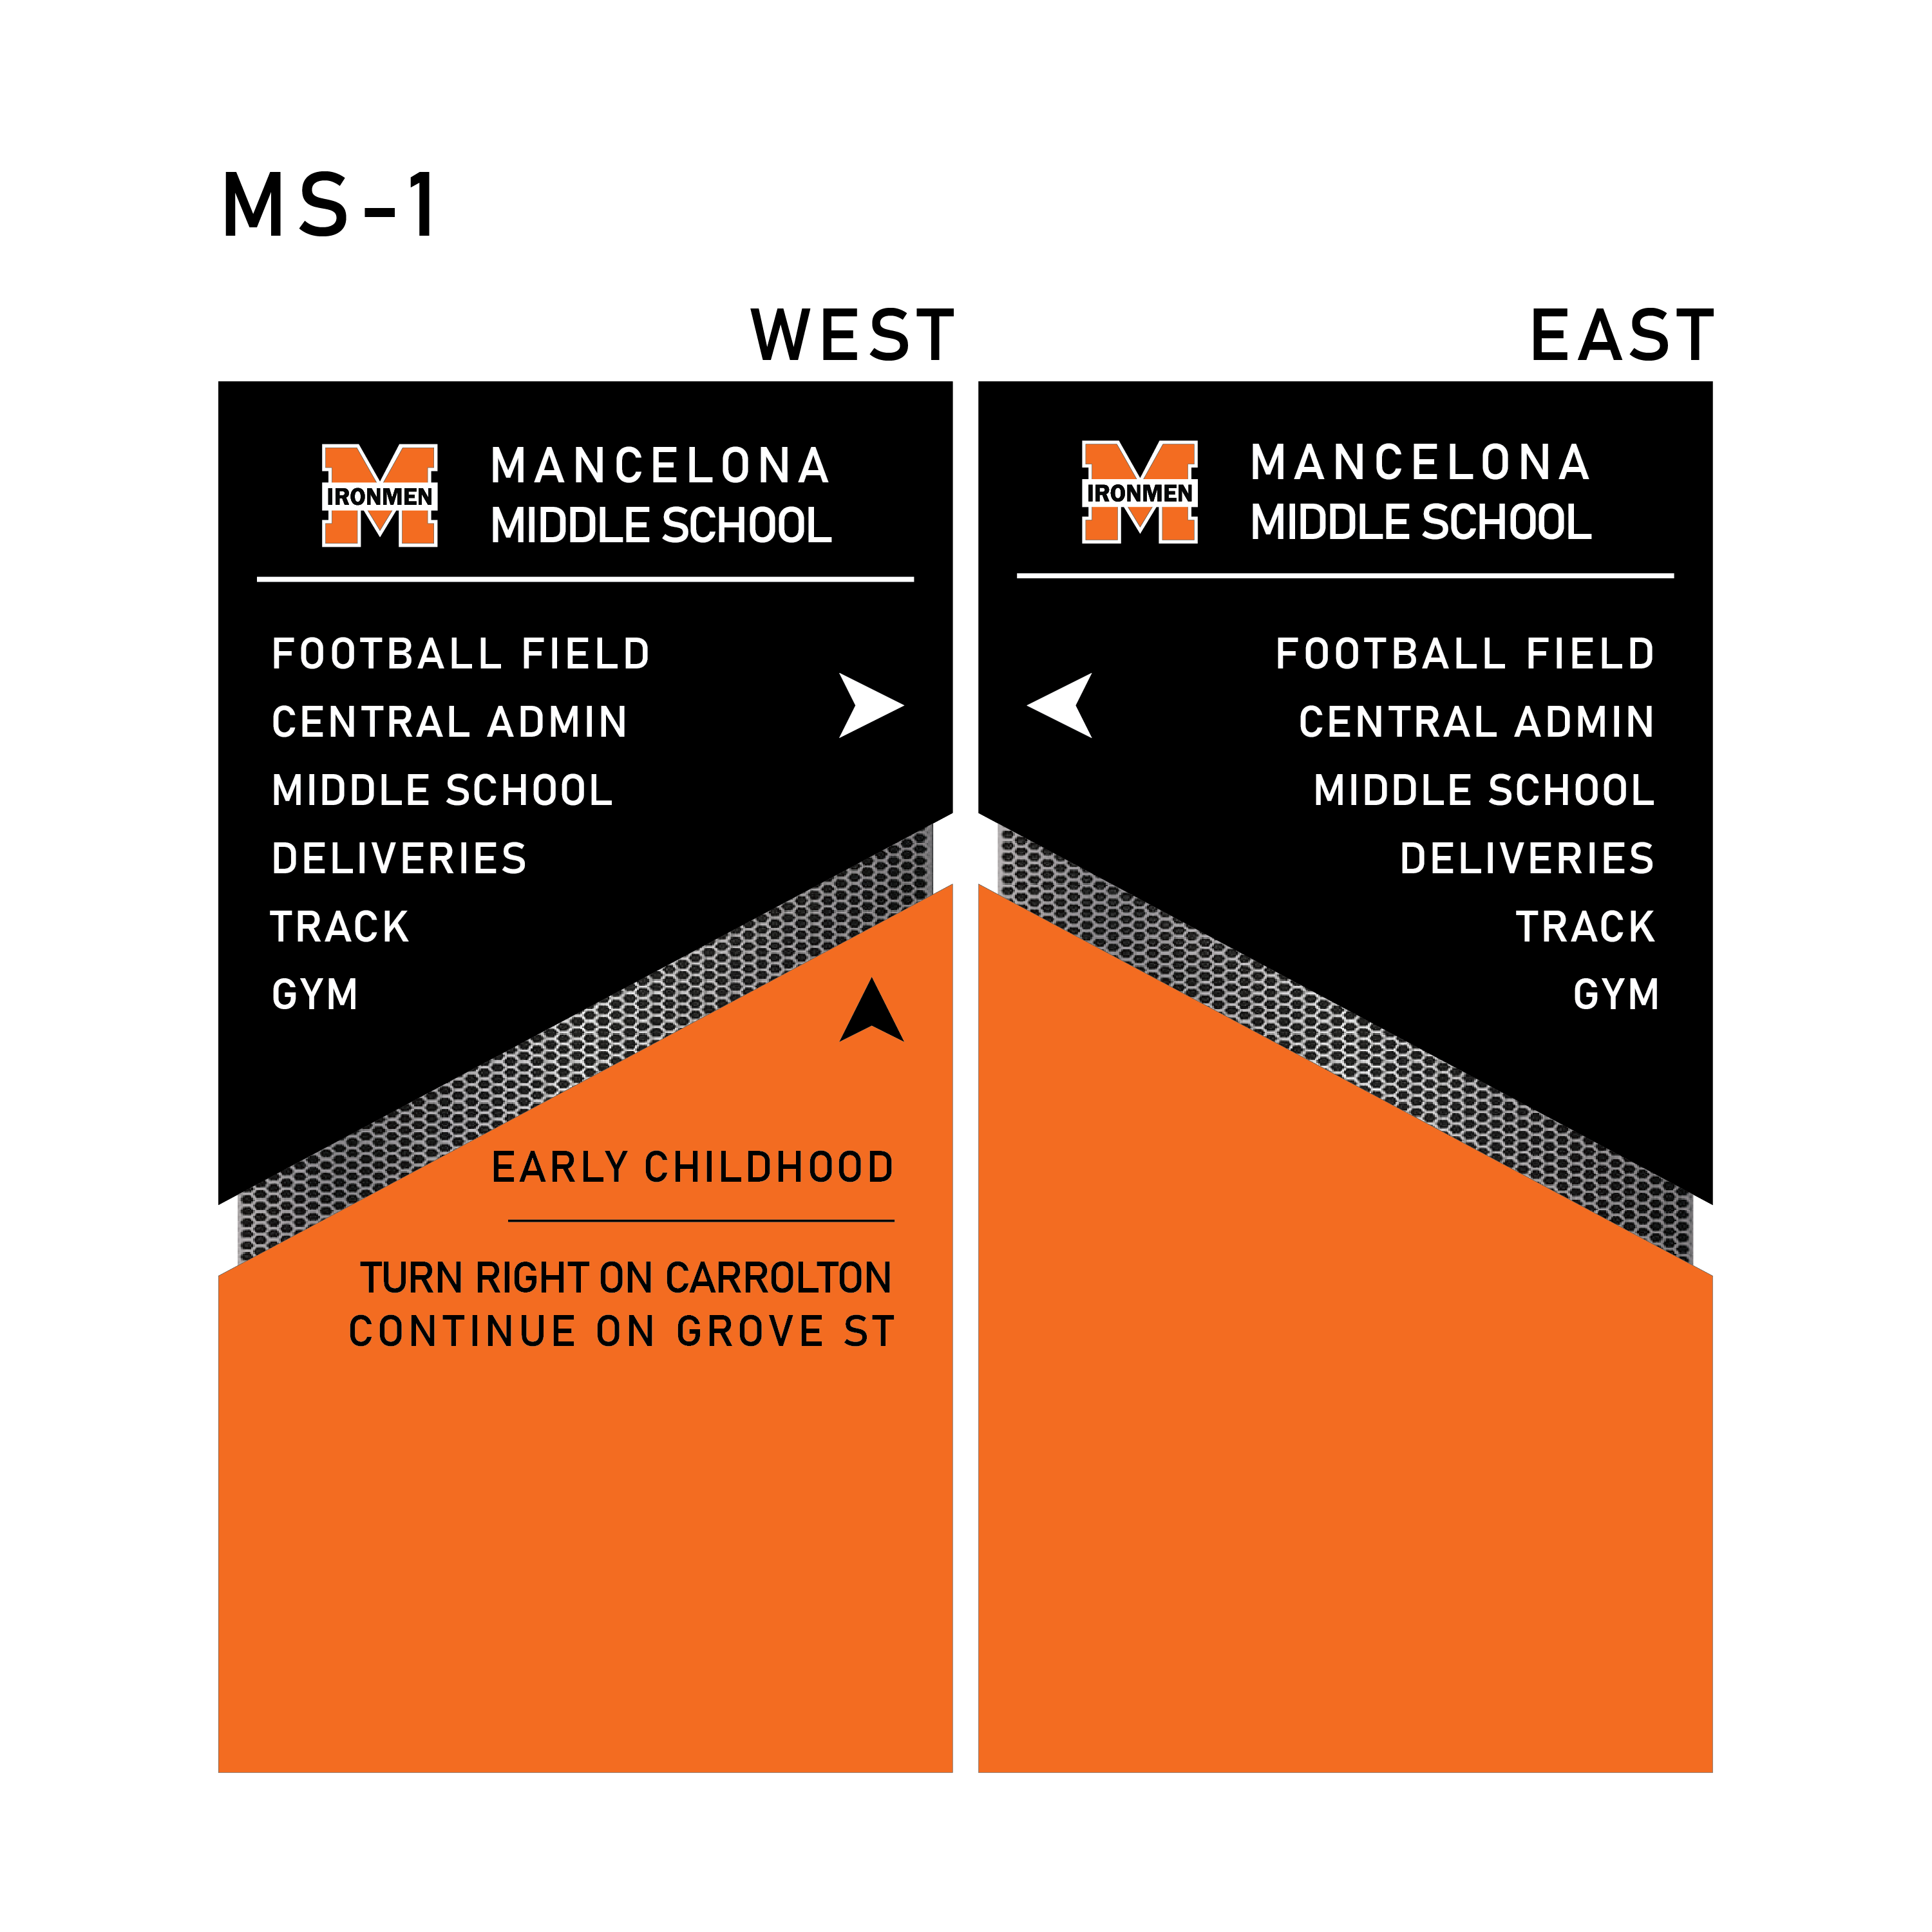 MS-1
WEST
IRONMEN
MANCELONA
MIDDLE SCHOOL
FOOTBALL FIELD
CENTRAL ADMIN
MIDDLE SCHOOL
DELIVERIES
TRACK
GYM
EARLY CHILDHOOD
TURN RIGHT ON CARROLTON
CONTINUE ON GROVE ST
EAST
IRONMEN
MANCELONA
MIDDLE SCHOOL
FOOTBALL FIELD
CENTRAL ADMIN
MIDDLE SCHOOL
DELIVERIES
TRACK
GYM